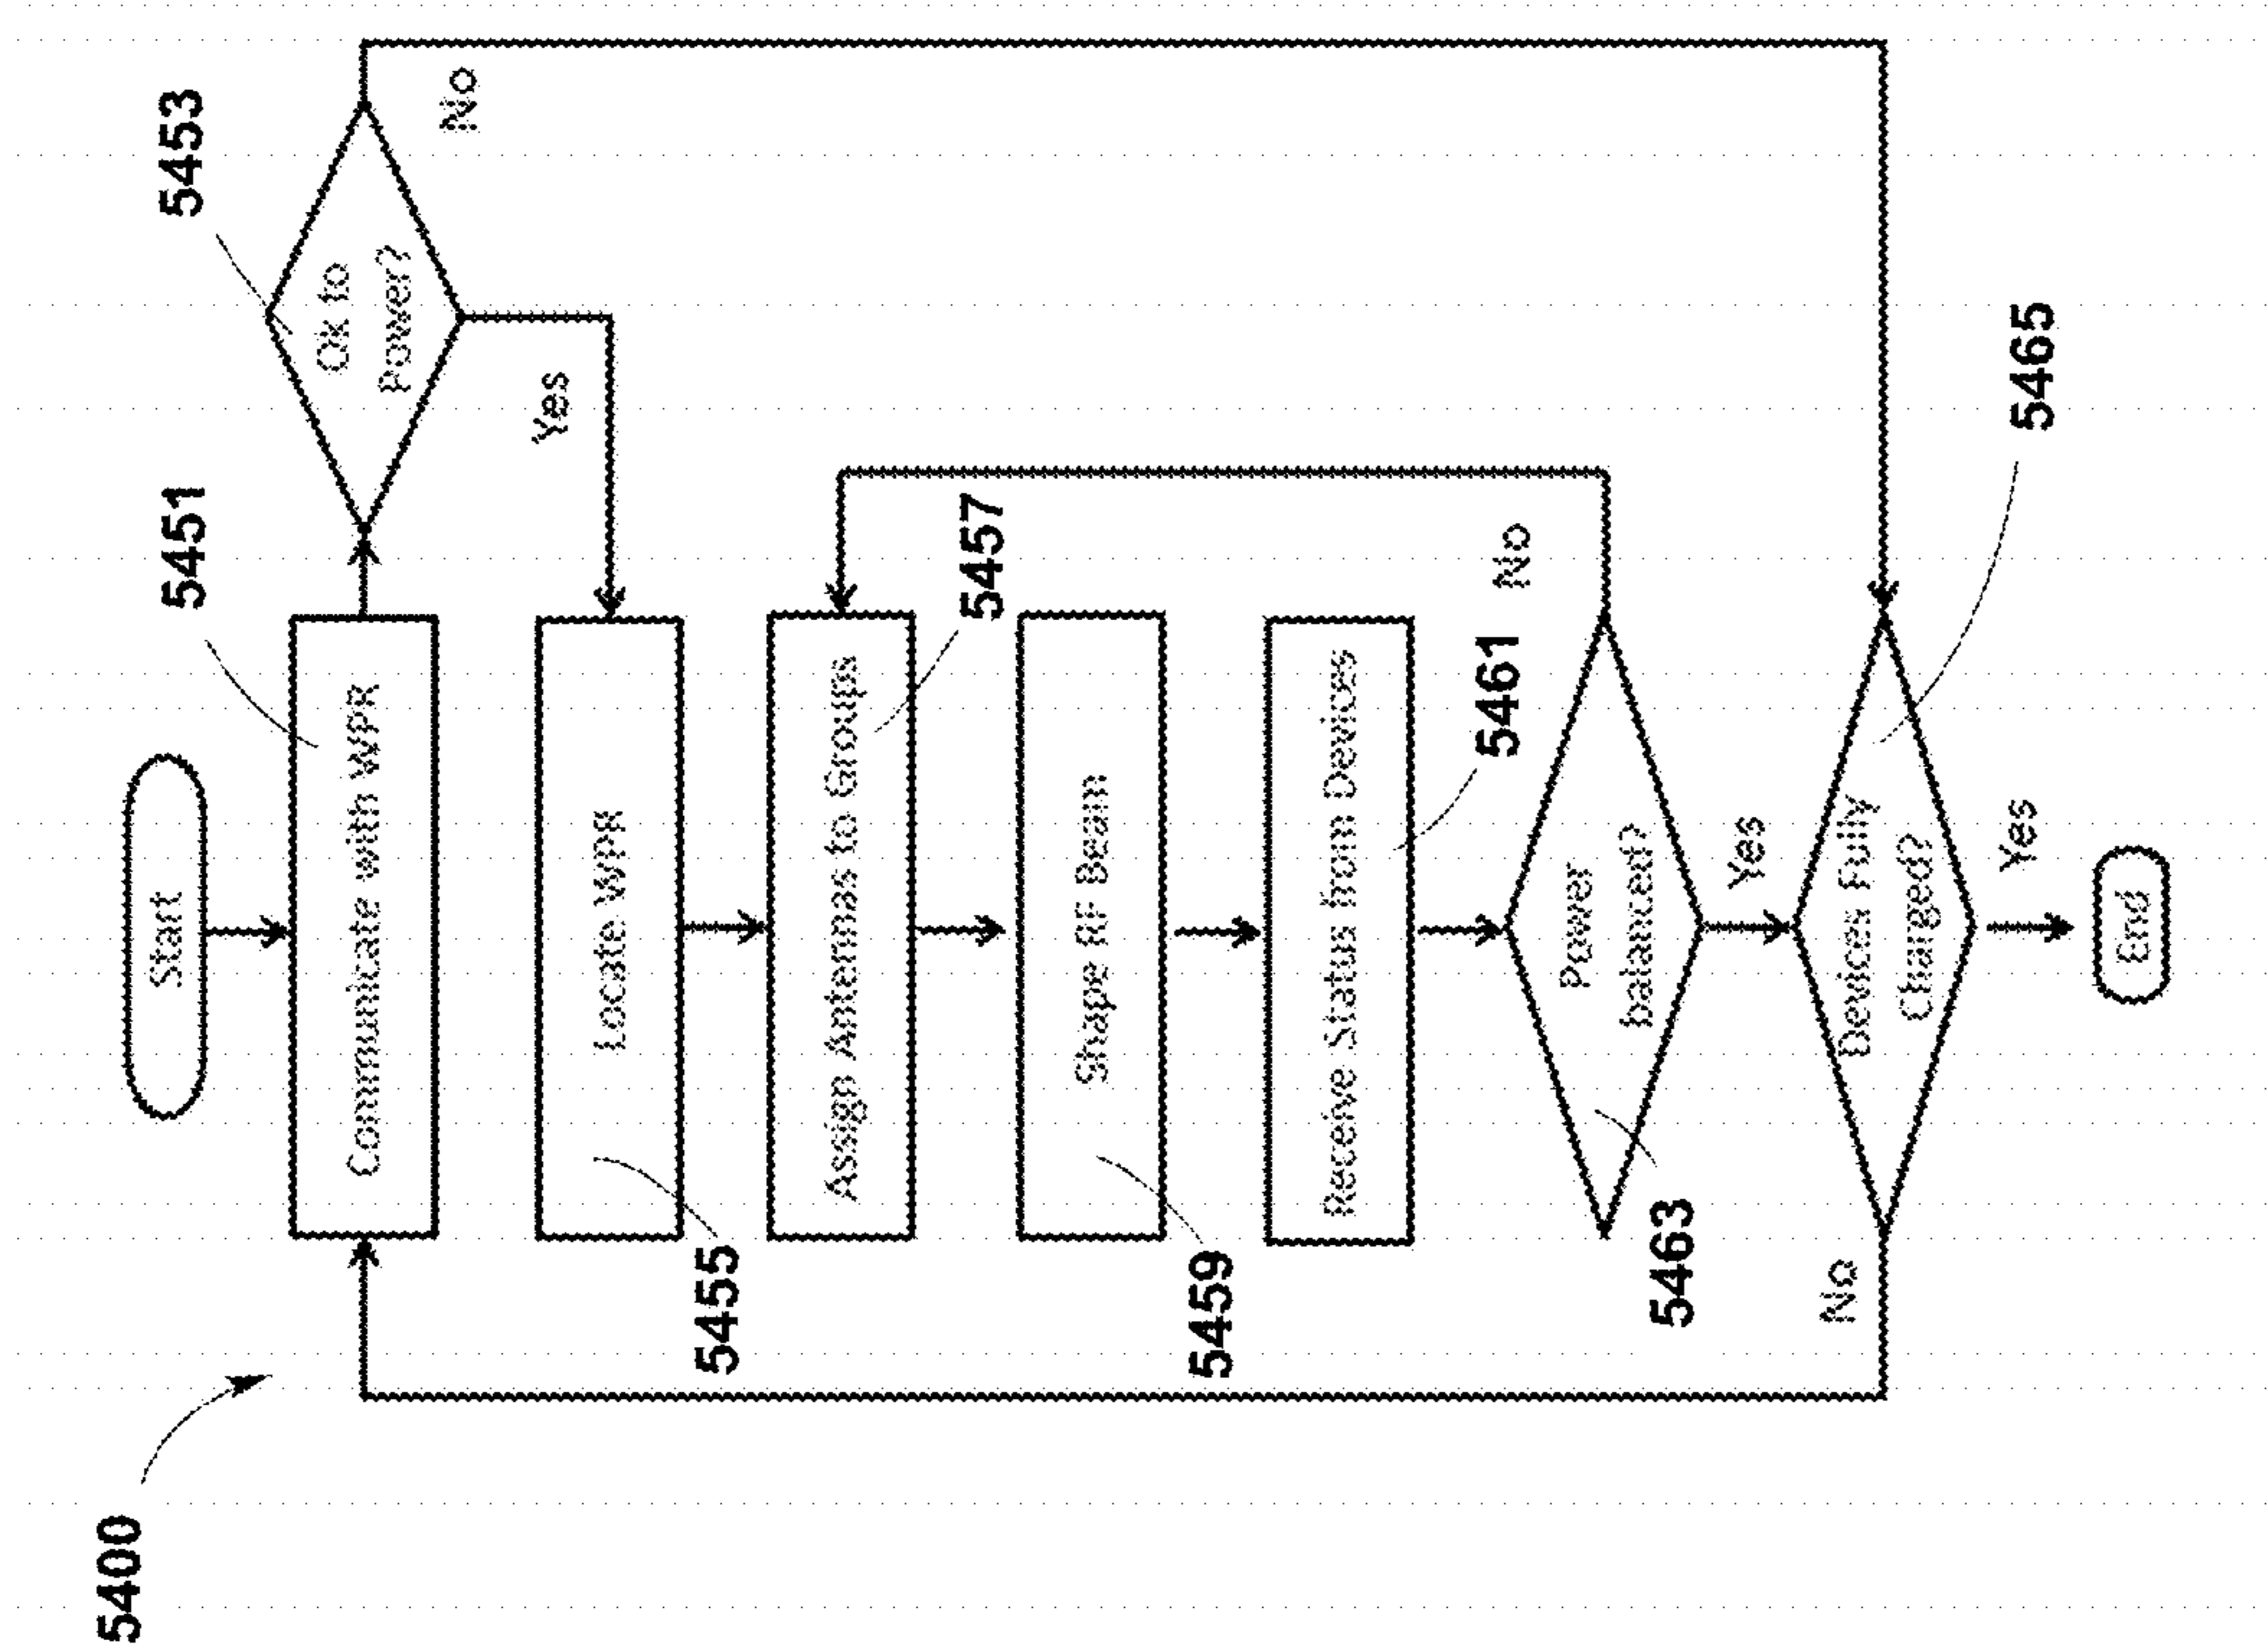 5400
Start
5451
Communicate with WPR
5453
Ok to
Power?
No
Yes
5455
Locate WPR
5457
Assign Antennas to Groups
5459
Shape RF Beam
5461
Receive Status from Devices
No
5463
Power
balanced?
Yes
5465
No
Devices Fully
Charged?
Yes
End